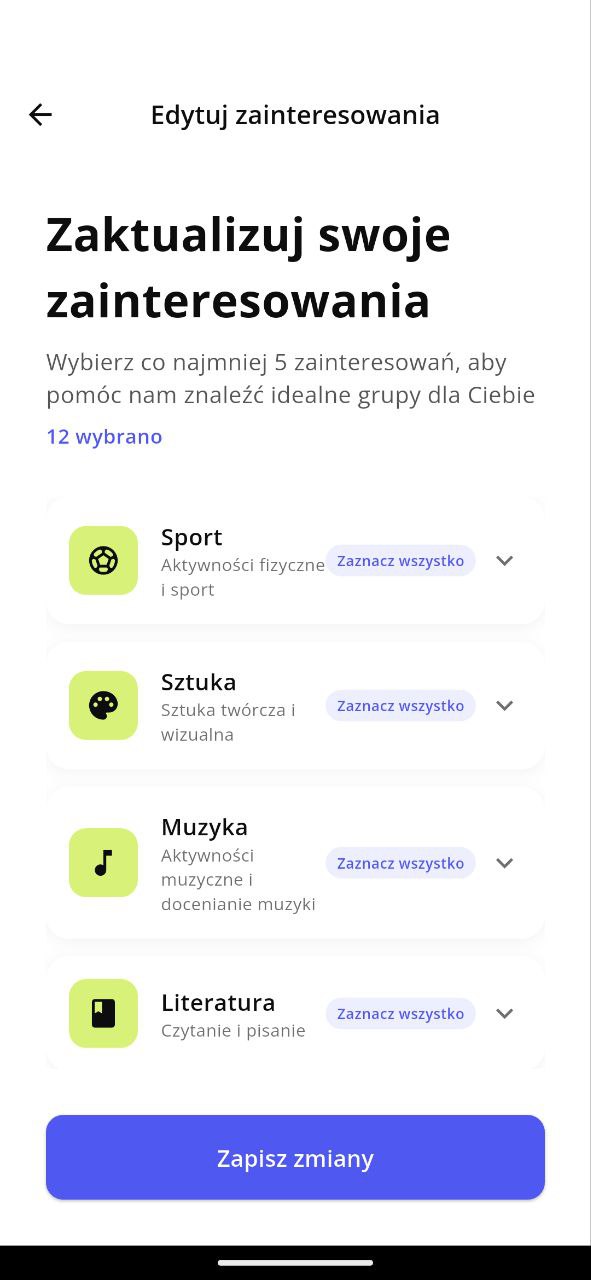 Edytuj zainteresowania
Zaktualizuj swoje
zainteresowania
Wybierz co najmniej 5 zainteresowań, aby
pomóc nam znaleźć idealne grupy dla Ciebie
12 wybrano
Sport
Aktywności fizyczne
i sport
Zaznacz wszystko
Sztuka
Sztuka twórcza i
wizualna
Zaznacz wszystko
Muzyka
Aktywności
muzyczne i
docenianie muzyki
Zaznacz wszystko
Literatura
Czytanie i pisanie
Zaznacz wszystko
Zapisz zmiany